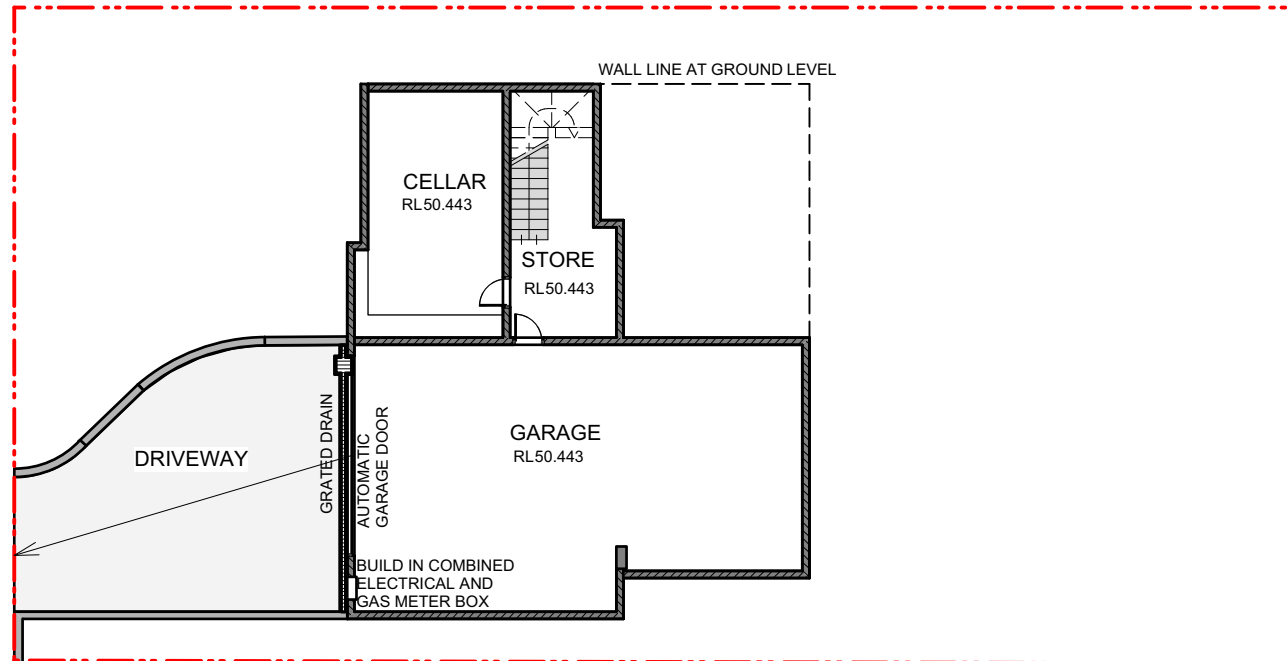 WALL LINE AT GROUND LEVEL
CELLAR
RL50.443
STORE
RL50.443
GARAGE
RL50.443
DRIVEWAY
GRATED DRAIN
AUTOMATIC
GARAGE DOOR
BUILD IN COMBINED
ELECTRICAL AND
GAS METER BOX